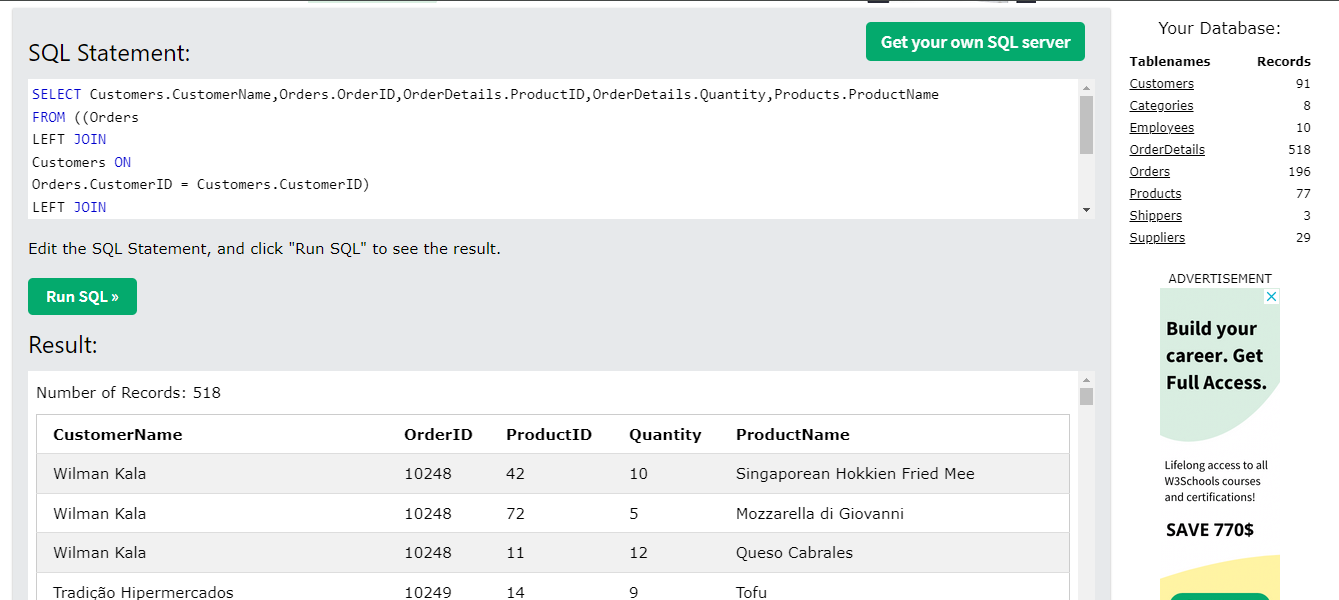 SQL Statement:
Get your own SQL server
SELECT Customers.CustomerName,Orders.OrderID,OrderDetails.ProductID,OrderDetails.Quantity,Products.ProductName
FROM ((Orders
LEFT JOIN
Customers ON
Orders.CustomerID = Customers.CustomerID)
LEFT JOIN
Edit the SQL Statement, and click "Run SQL" to see the result.
Run SQL »
Result:
Number of Records: 518
CustomerName OrderID ProductID Quantity ProductName
Wilman Kala 10248 42 10 Singaporean Hokkien Fried Mee
Wilman Kala 10248 72 5 Mozzarella di Giovanni
Wilman Kala 10248 11 12 Queso Cabrales
Tradição Hipermercados 10249 14 9 Tofu
Your Database:
Tablenames Records
Customers 91
Categories 8
Employees 10
OrderDetails 518
Orders 196
Products 77
Shippers 3
Suppliers 29
ADVERTISEMENT
Build your
career. Get
Full Access.
Lifelong access to all
W3Schools courses
and certifications!
SAVE 770$